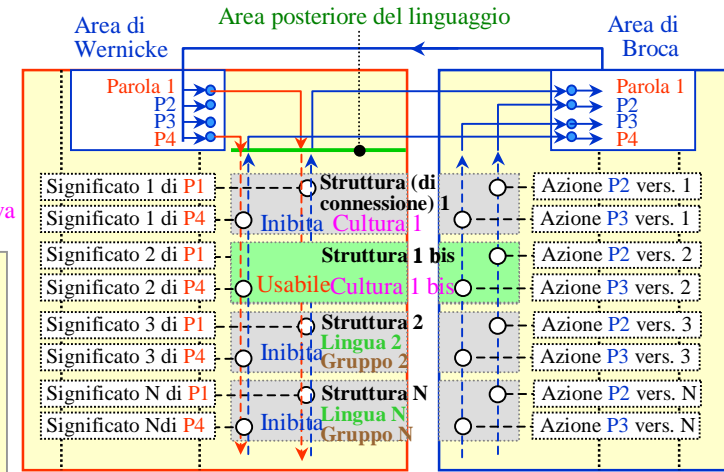 Area posteriore del linguaggio
Area di
Wernicke
Area di
Broca
Parola 1
P2
P3
P4
Parola 1
P2
P3
P4
va
Significato 1 di P1
Significato 1 di P4
Significato 2 di P1
Significato 2 di P4
Significato 3 di P1
Significato 3 di P4
Significato N di P1
Significato Ndi P4
Struttura (di
connessione) 1
Inibita Cultura 1
Struttura 1 bis
Usabile Cultura 1 bis
Struttura 2
Lingua 2
Inibita
Gruppo 2
Struttura N
Lingua N
Inibita
Gruppo N
Azione P2 vers. 1
Azione P3 vers. 1
Azione P2 vers. 2
Azione P3 vers. 2
Azione P2 vers. 3
Azione P3 vers. 3
Azione P2 vers. N
Azione P3 vers. N